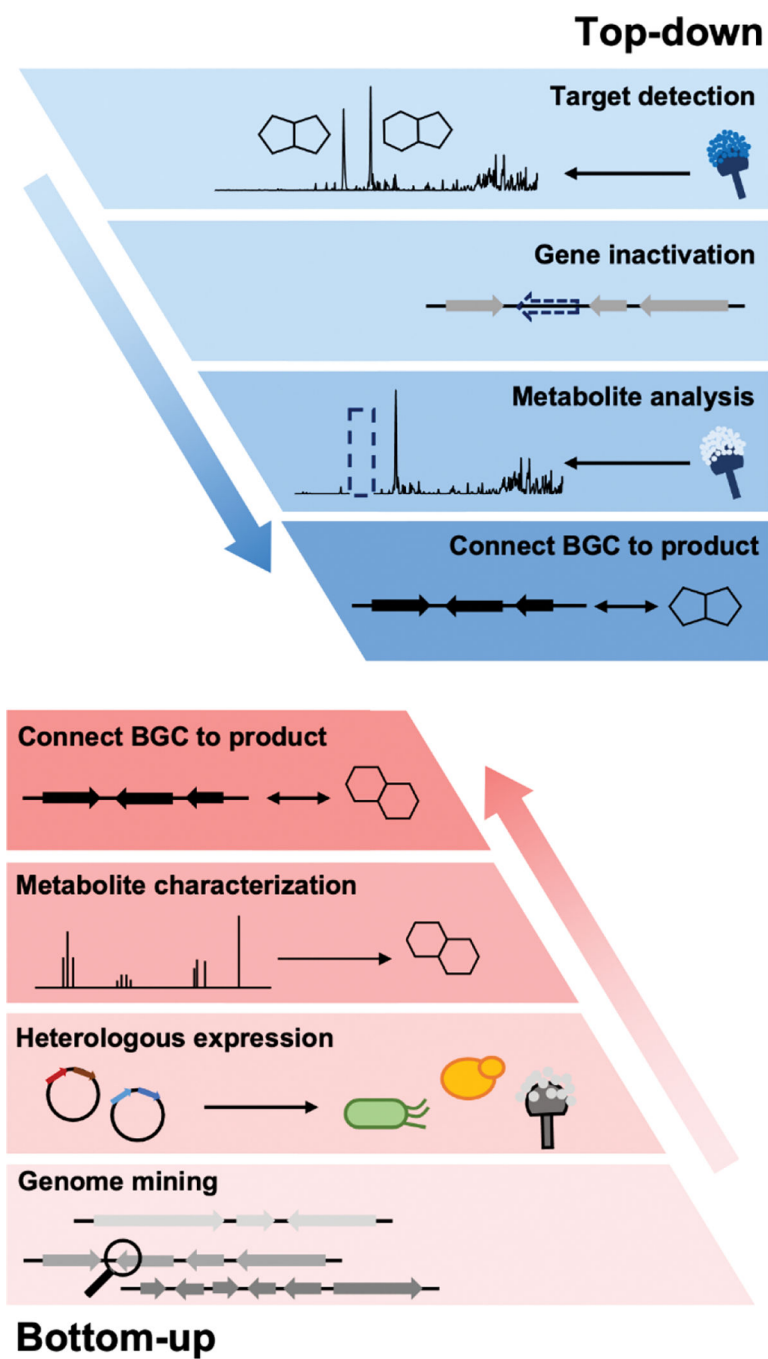 Top-down
Target detection
Gene inactivation
Metabolite analysis
Connect BGC to product
Connect BGC to product
Metabolite characterization
Heterologous expression
Genome mining
Bottom-up